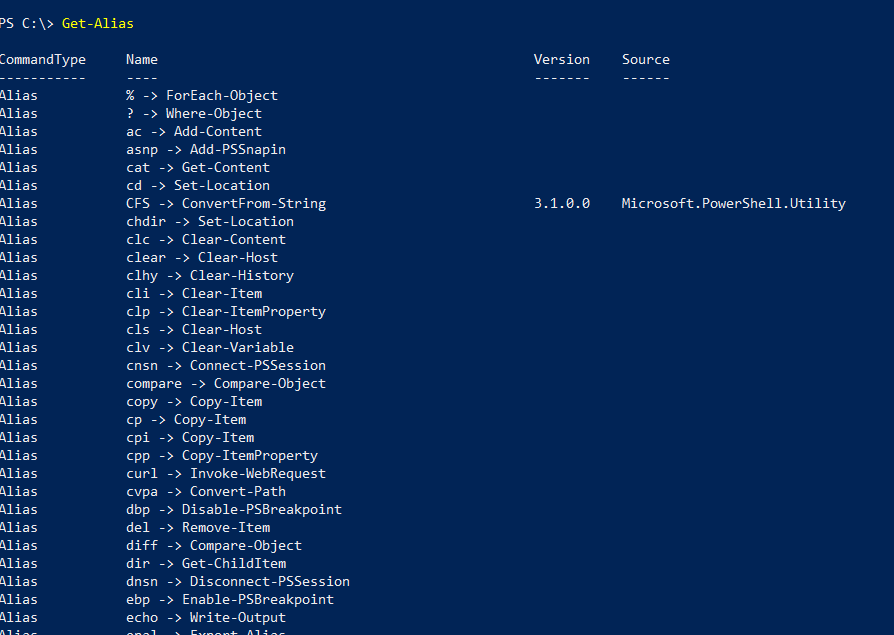 PS C:\> Get-Alias
CommandType Name Version Source
----------- ---- ------- ------
Alias % -> ForEach-Object
Alias ? -> Where-Object
Alias ac -> Add-Content
Alias asnp -> Add-PSSnapin
Alias cat -> Get-Content
Alias cd -> Set-Location
Alias CFS -> ConvertFrom-String 3.1.0.0 Microsoft.PowerShell.Utility
Alias chdir -> Set-Location
Alias clc -> Clear-Content
Alias clear -> Clear-Host
Alias clhy -> Clear-History
Alias cli -> Clear-Item
Alias clp -> Clear-ItemProperty
Alias cls -> Clear-Host
Alias clv -> Clear-Variable
Alias cnsn -> Connect-PSSession
Alias compare -> Compare-Object
Alias copy -> Copy-Item
Alias cp -> Copy-Item
Alias cpi -> Copy-Item
Alias cpp -> Copy-ItemProperty
Alias curl -> Invoke-WebRequest
Alias cvpa -> Convert-Path
Alias dbp -> Disable-PSBreakpoint
Alias del -> Remove-Item
Alias diff -> Compare-Object
Alias dir -> Get-ChildItem
Alias dnsn -> Disconnect-PSSession
Alias ebp -> Enable-PSBreakpoint
Alias echo -> Write-Output
Alias epal -> Export-Alias